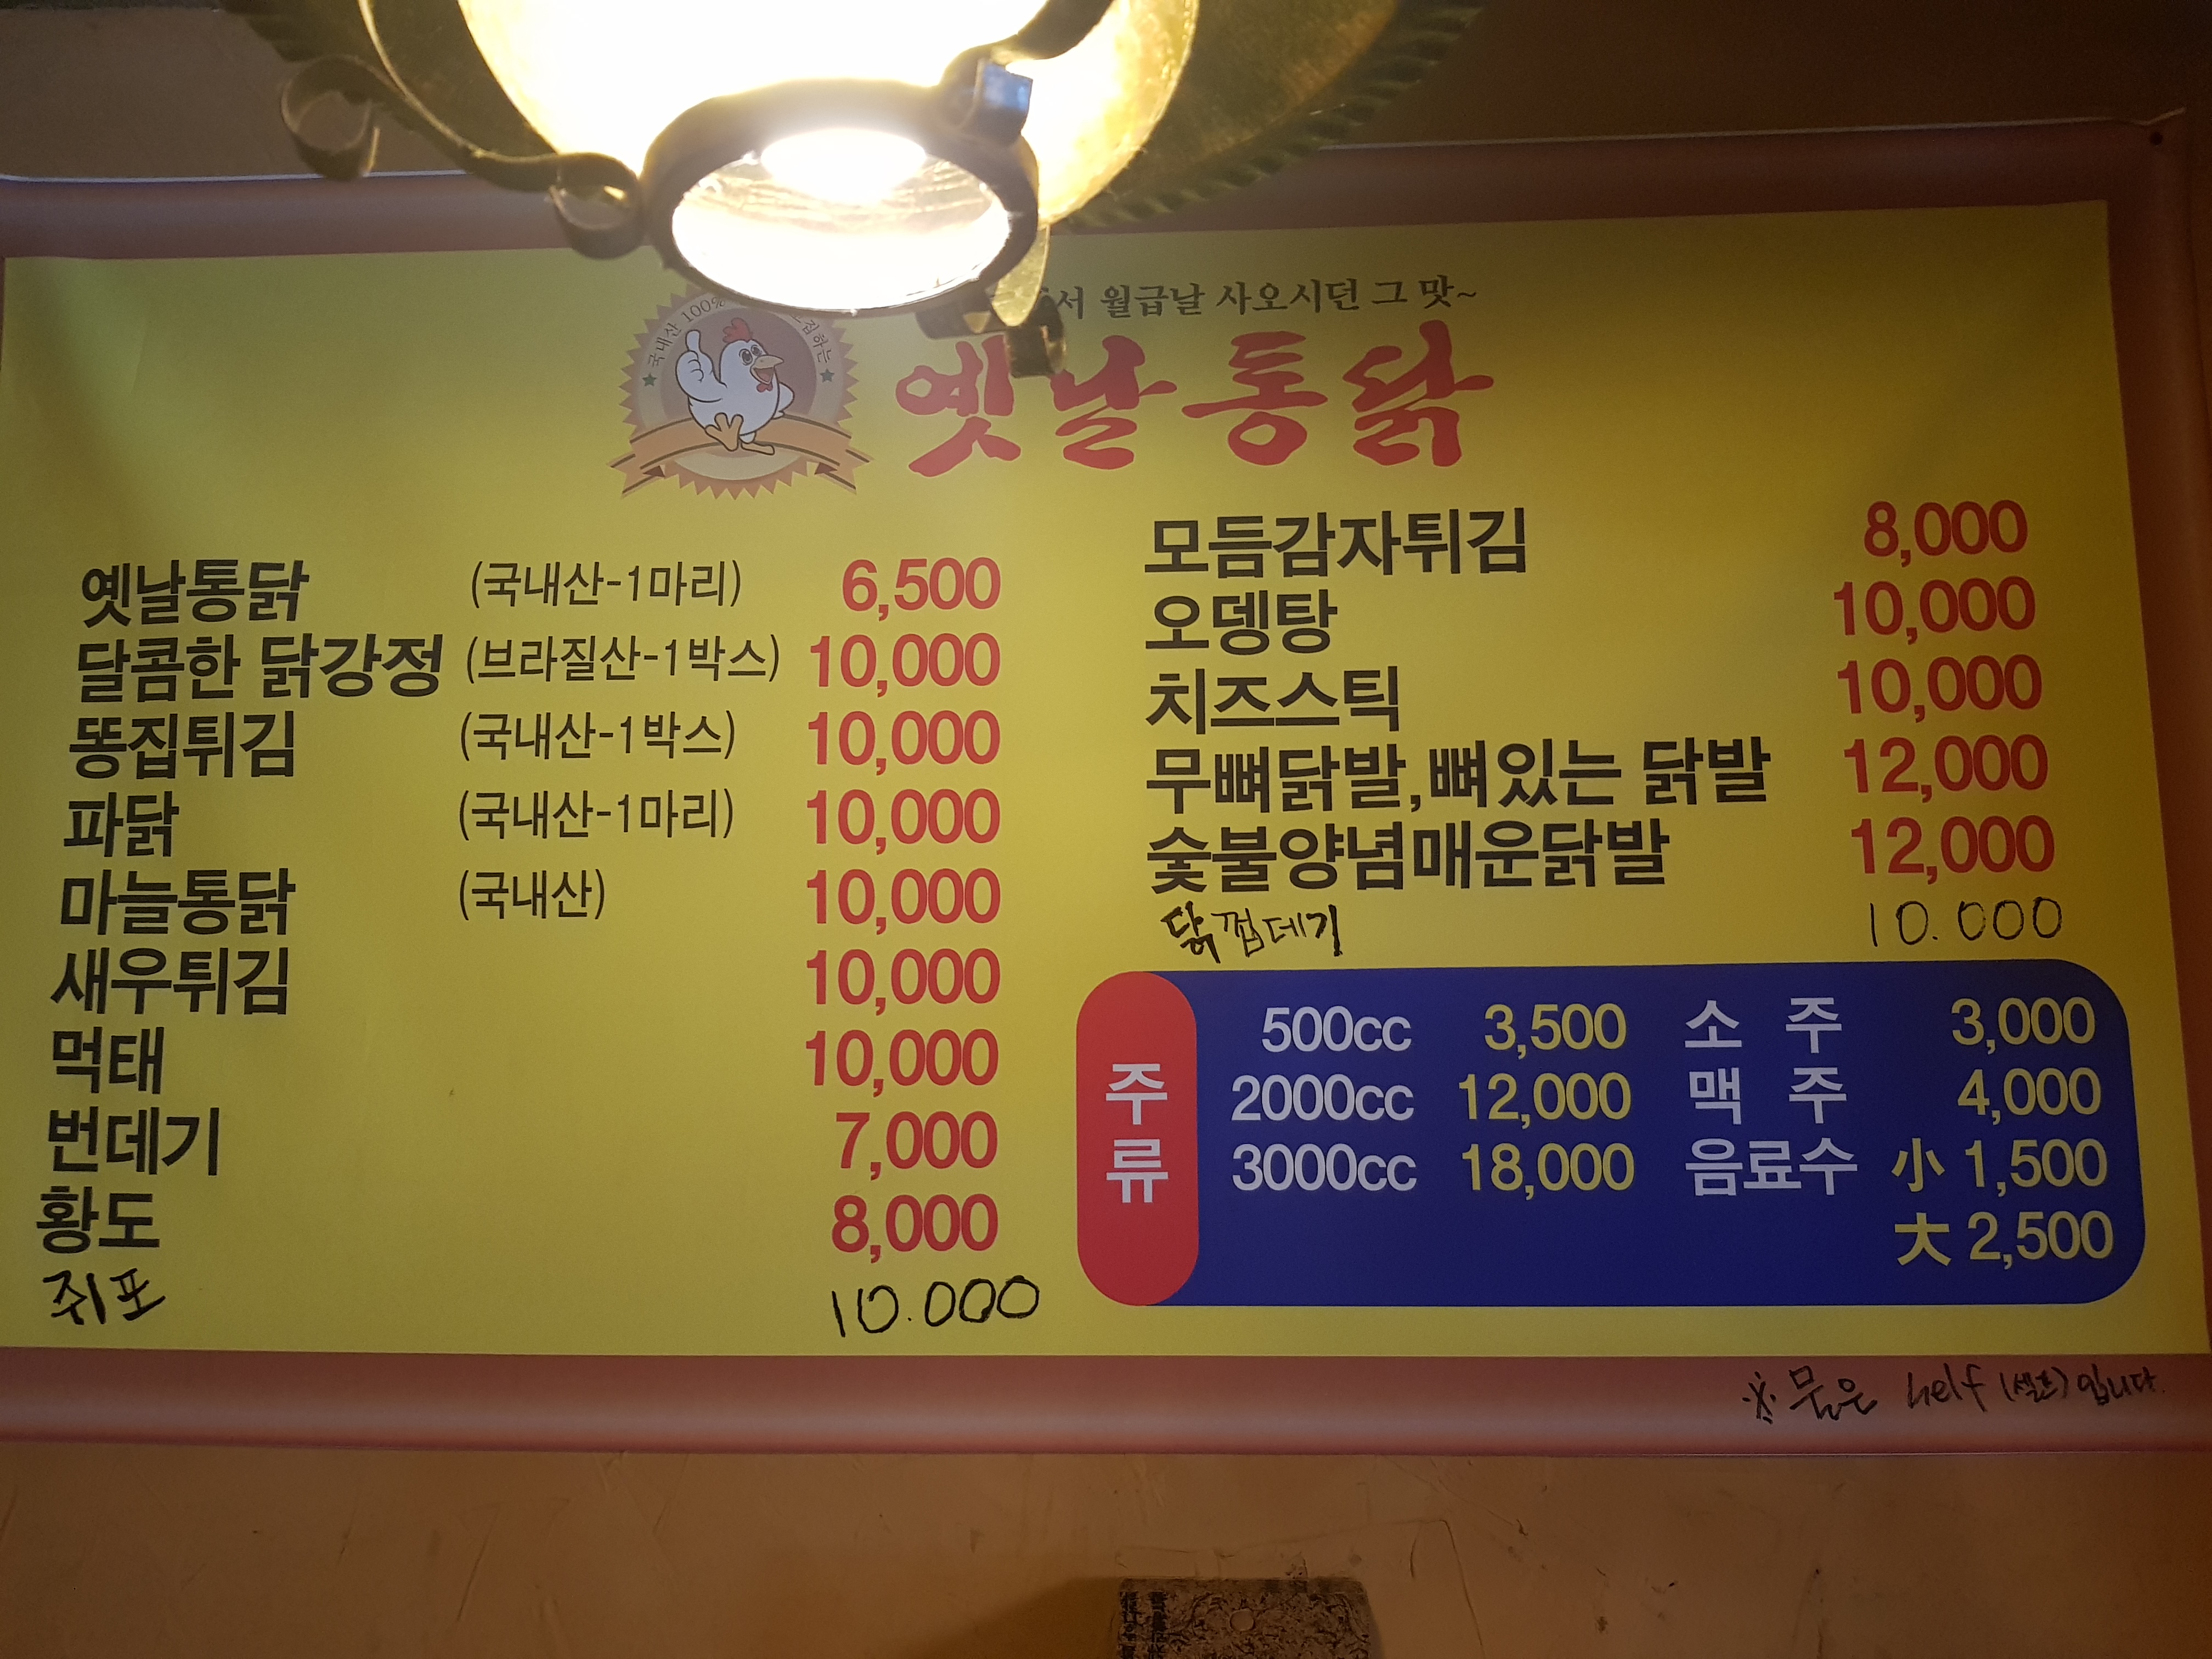 서 월급날 사오시던 그 맛~
국내산 100%
하는
옛날통닭
옛날통닭 (국내산-1마리) 6,500
달콤한 닭강정 (브라질산-1박스) 10,000
똥집튀김 (국내산-1박스) 10,000
파닭 (국내산-1마리) 10,000
마늘통닭 (국내산) 10,000
새우튀김 10,000
먹태 10,000
번데기 7,000
황도 8,000
쥐포 10.000
모듬감자튀김 8,000
오뎅탕 10,000
치즈스틱 10,000
무뼈닭발,뼈있는 닭발 12,000
숯불양념매운닭발 12,000
닭껍데기 10.000
주류
500cc 3,500 소 주 3,000
2000cc 12,000 맥 주 4,000
3000cc 18,000 음료수 小 1,500
大 2,500
※ 물은 self (셀프) 입니다.